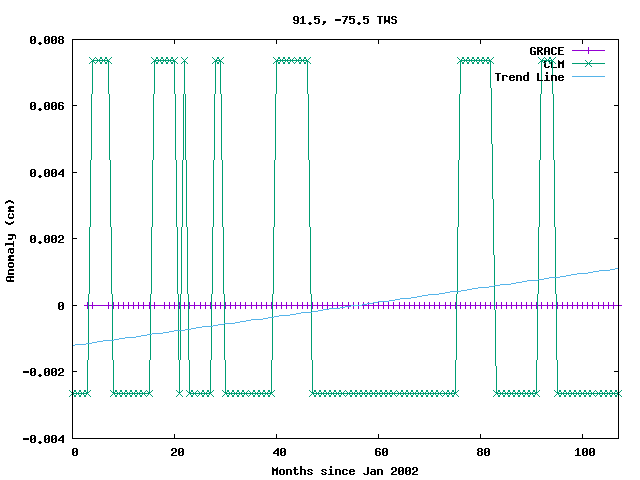 91.5, -75.5 TWS
0.008
GRACE
CLM
Trend Line
0.006
0.004
0.002
0
-0.002
-0.004
Anomaly (cm)
0 20 40 60 80 100
Months since Jan 2002